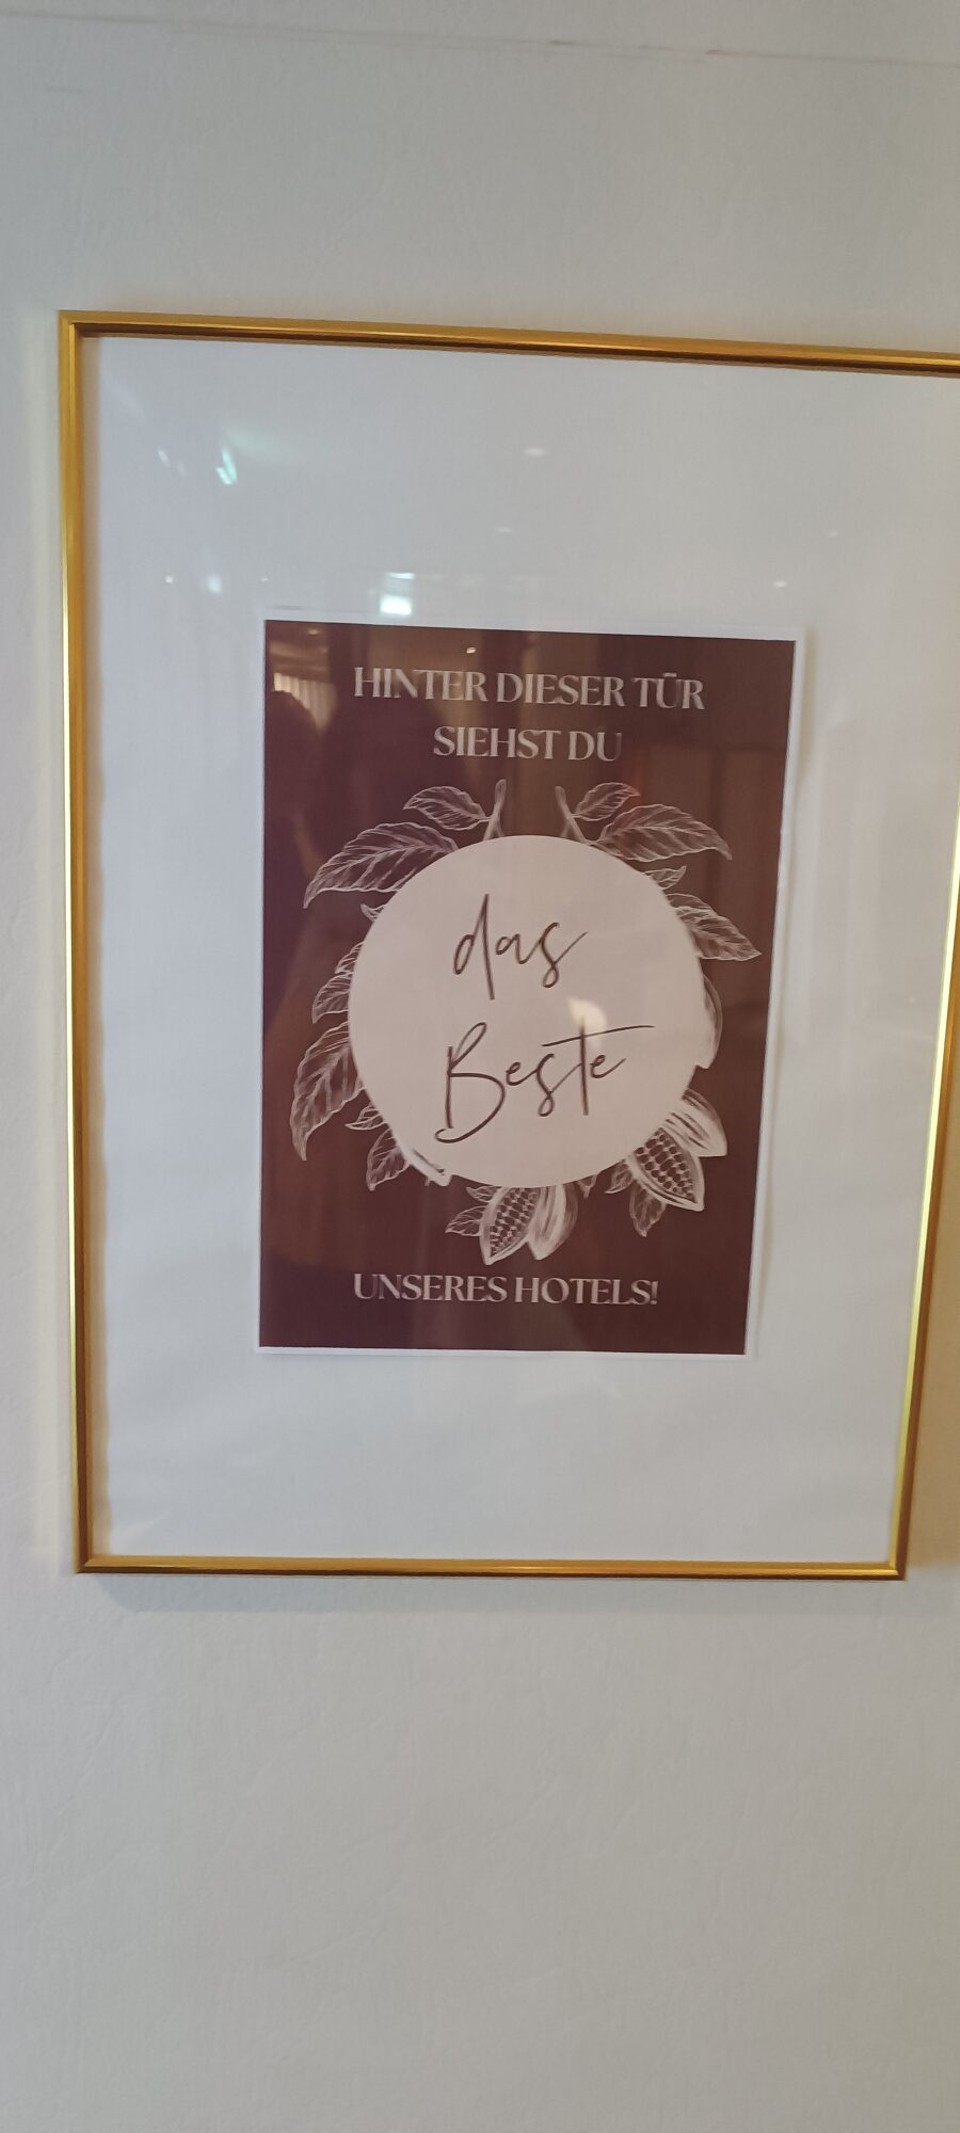 HINTER DIESER TÜR
SIEHST DU
das
Beste
UNSERES HOTELS!